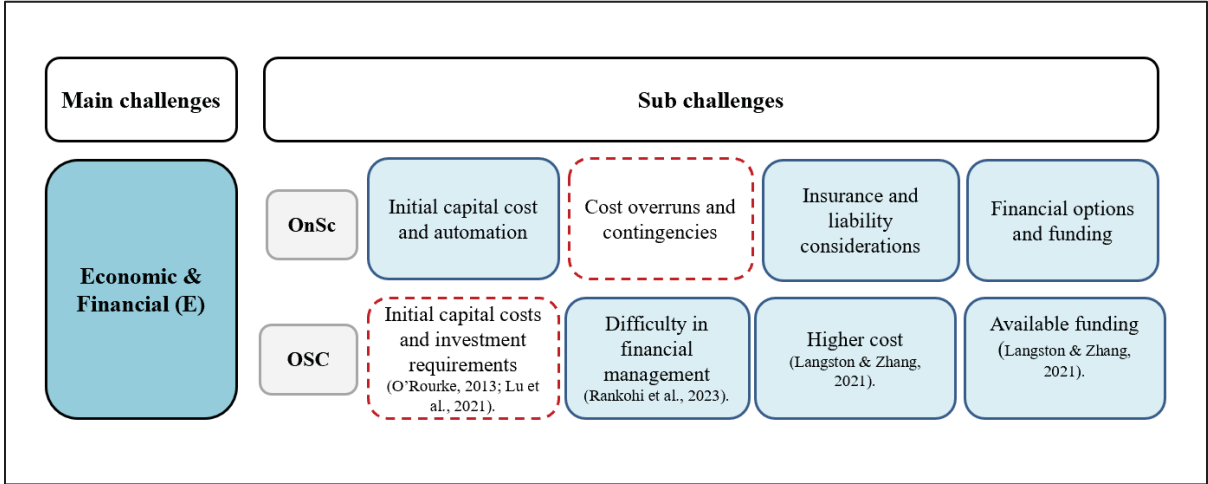 Main challenges
Sub challenges
Economic &
Financial (E)
OnSc
Initial capital cost
and automation
Cost overruns and
contingencies
Insurance and
liability
considerations
Financial options
and funding
OSC
Initial capital costs
and investment
requirements
(O’Rourke, 2013; Lu et
al., 2021).
Difficulty in
financial
management
(Rankohi et al., 2023).
Higher cost
(Langston & Zhang,
2021).
Available funding
(Langston & Zhang,
2021).